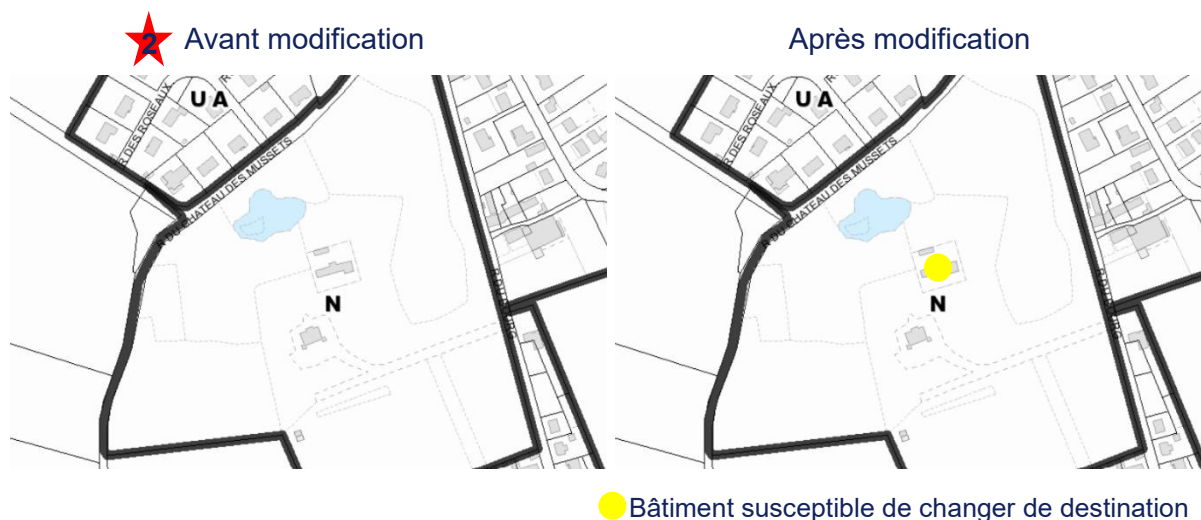 2 Avant modification
Après modification
U A
R DES ROSEAUX
R DU CHATEAU DES MUSSETS
N
U A
R DES ROSEAUX
R DU CHATEAU DES MUSSETS
N
Bâtiment susceptible de changer de destination